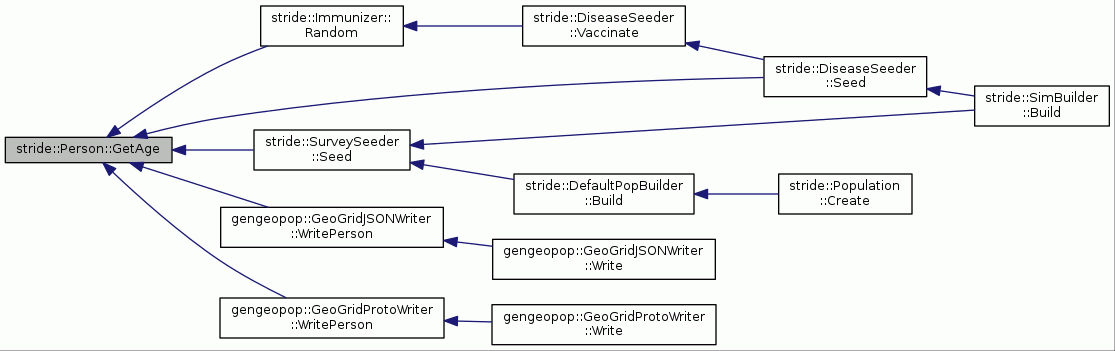 stride::Immunizer::
Random
stride::DiseaseSeeder
::Vaccinate
stride::DiseaseSeeder
::Seed
stride::SimBuilder
::Build
stride::Person::GetAge
stride::SurveySeeder
::Seed
stride::DefaultPopBuilder
::Build
stride::Population
::Create
gengeopop::GeoGridJSONWriter
::WritePerson
gengeopop::GeoGridJSONWriter
::Write
gengeopop::GeoGridProtoWriter
::WritePerson
gengeopop::GeoGridProtoWriter
::Write